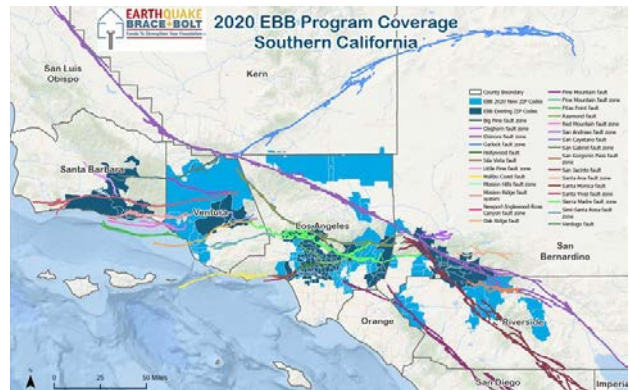 EARTHQUAKE
BRACE+BOLT
Funds To Strengthen Your Foundation
2020 EBB Program Coverage
Southern California
San Luis
Obispo
Kern
Santa Barbara
Ventura
Los Angeles
San
Bernardino
Orange
Riverside
San Diego
Imperi
County Boundary
EBB 2020 New ZIP Codes
EBB Existing ZIP Codes
Big Pine fault zone
Cleghorn fault zone
Elsinore fault zone
Garlock fault zone
Hollywood fault
Isla Vista fault
Little Pine fault zone
Malibu Coast fault
Mission Hills fault zone
Mission Ridge fault
system
Newport-Inglewood-Rose
Canyon fault zone
Oak Ridge fault
Pine Mountain fault
Pine Mountain fault zone
Pitas Point fault
Raymond fault
Red Mountain fault zone
San Andreas fault zone
San Cayetano fault
San Gabriel fault zone
San Gorgonio Pass fault
zone
San Jacinto fault
Santa Ana fault zone
Santa Monica fault
Santa Ynez fault zone
Sierra Madre fault zone
Simi-Santa Rosa fault
zone
Verdugo fault
N
0 25 50 Miles